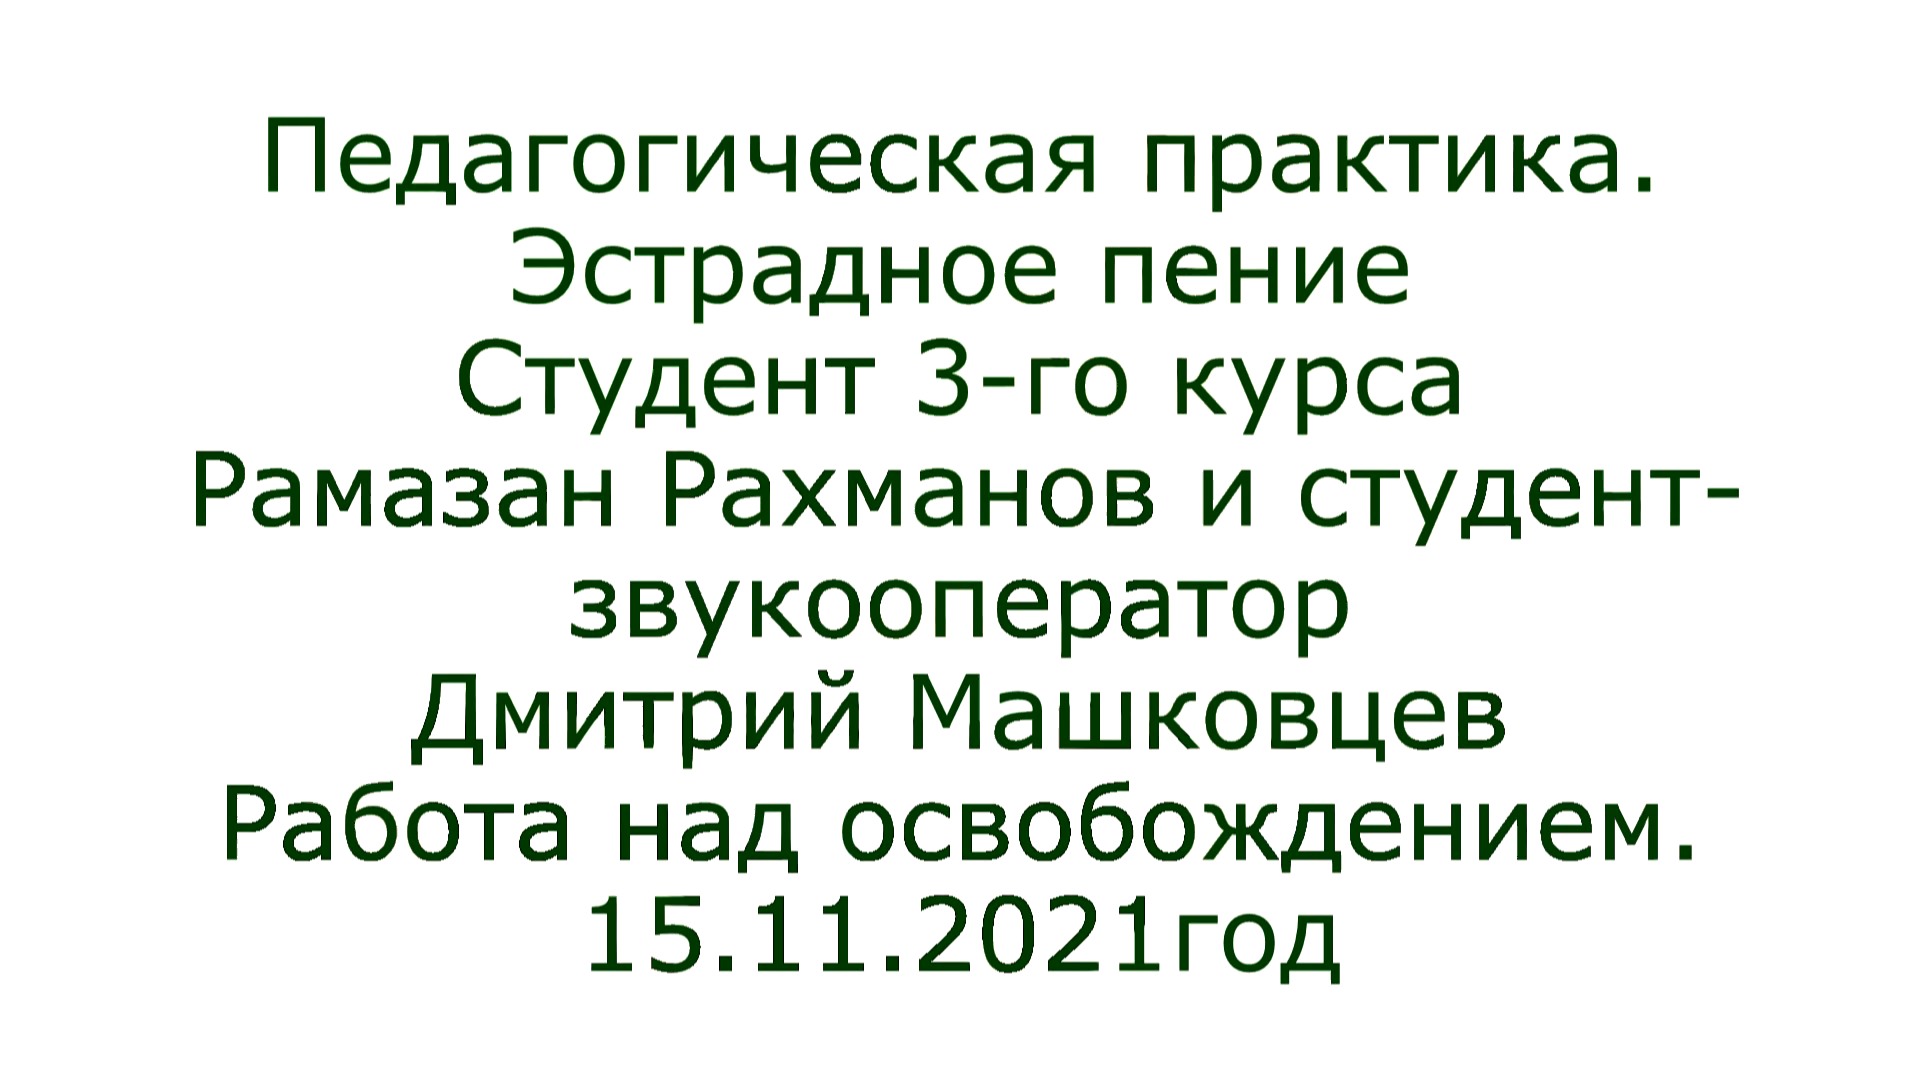 Педагогическая практика.
Эстрадное пение
Студент 3-го курса
Рамазан Рахманов и студент-
звукооператор
Дмитрий Машковцев
Работа над освобождением.
15.11.2021год